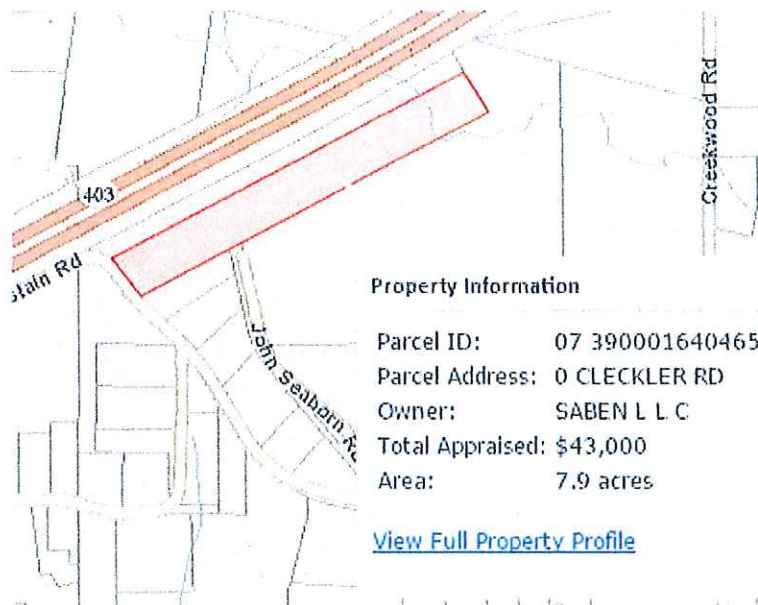 Creekwood Rd
403
stain Rd
John Seaborn Rd
Property Information
Parcel ID: 07 390001640465
Parcel Address: 0 CLECKLER RD
Owner: SABEN L L C
Total Appraised: $43,000
Area: 7.9 acres
View Full Property Profile